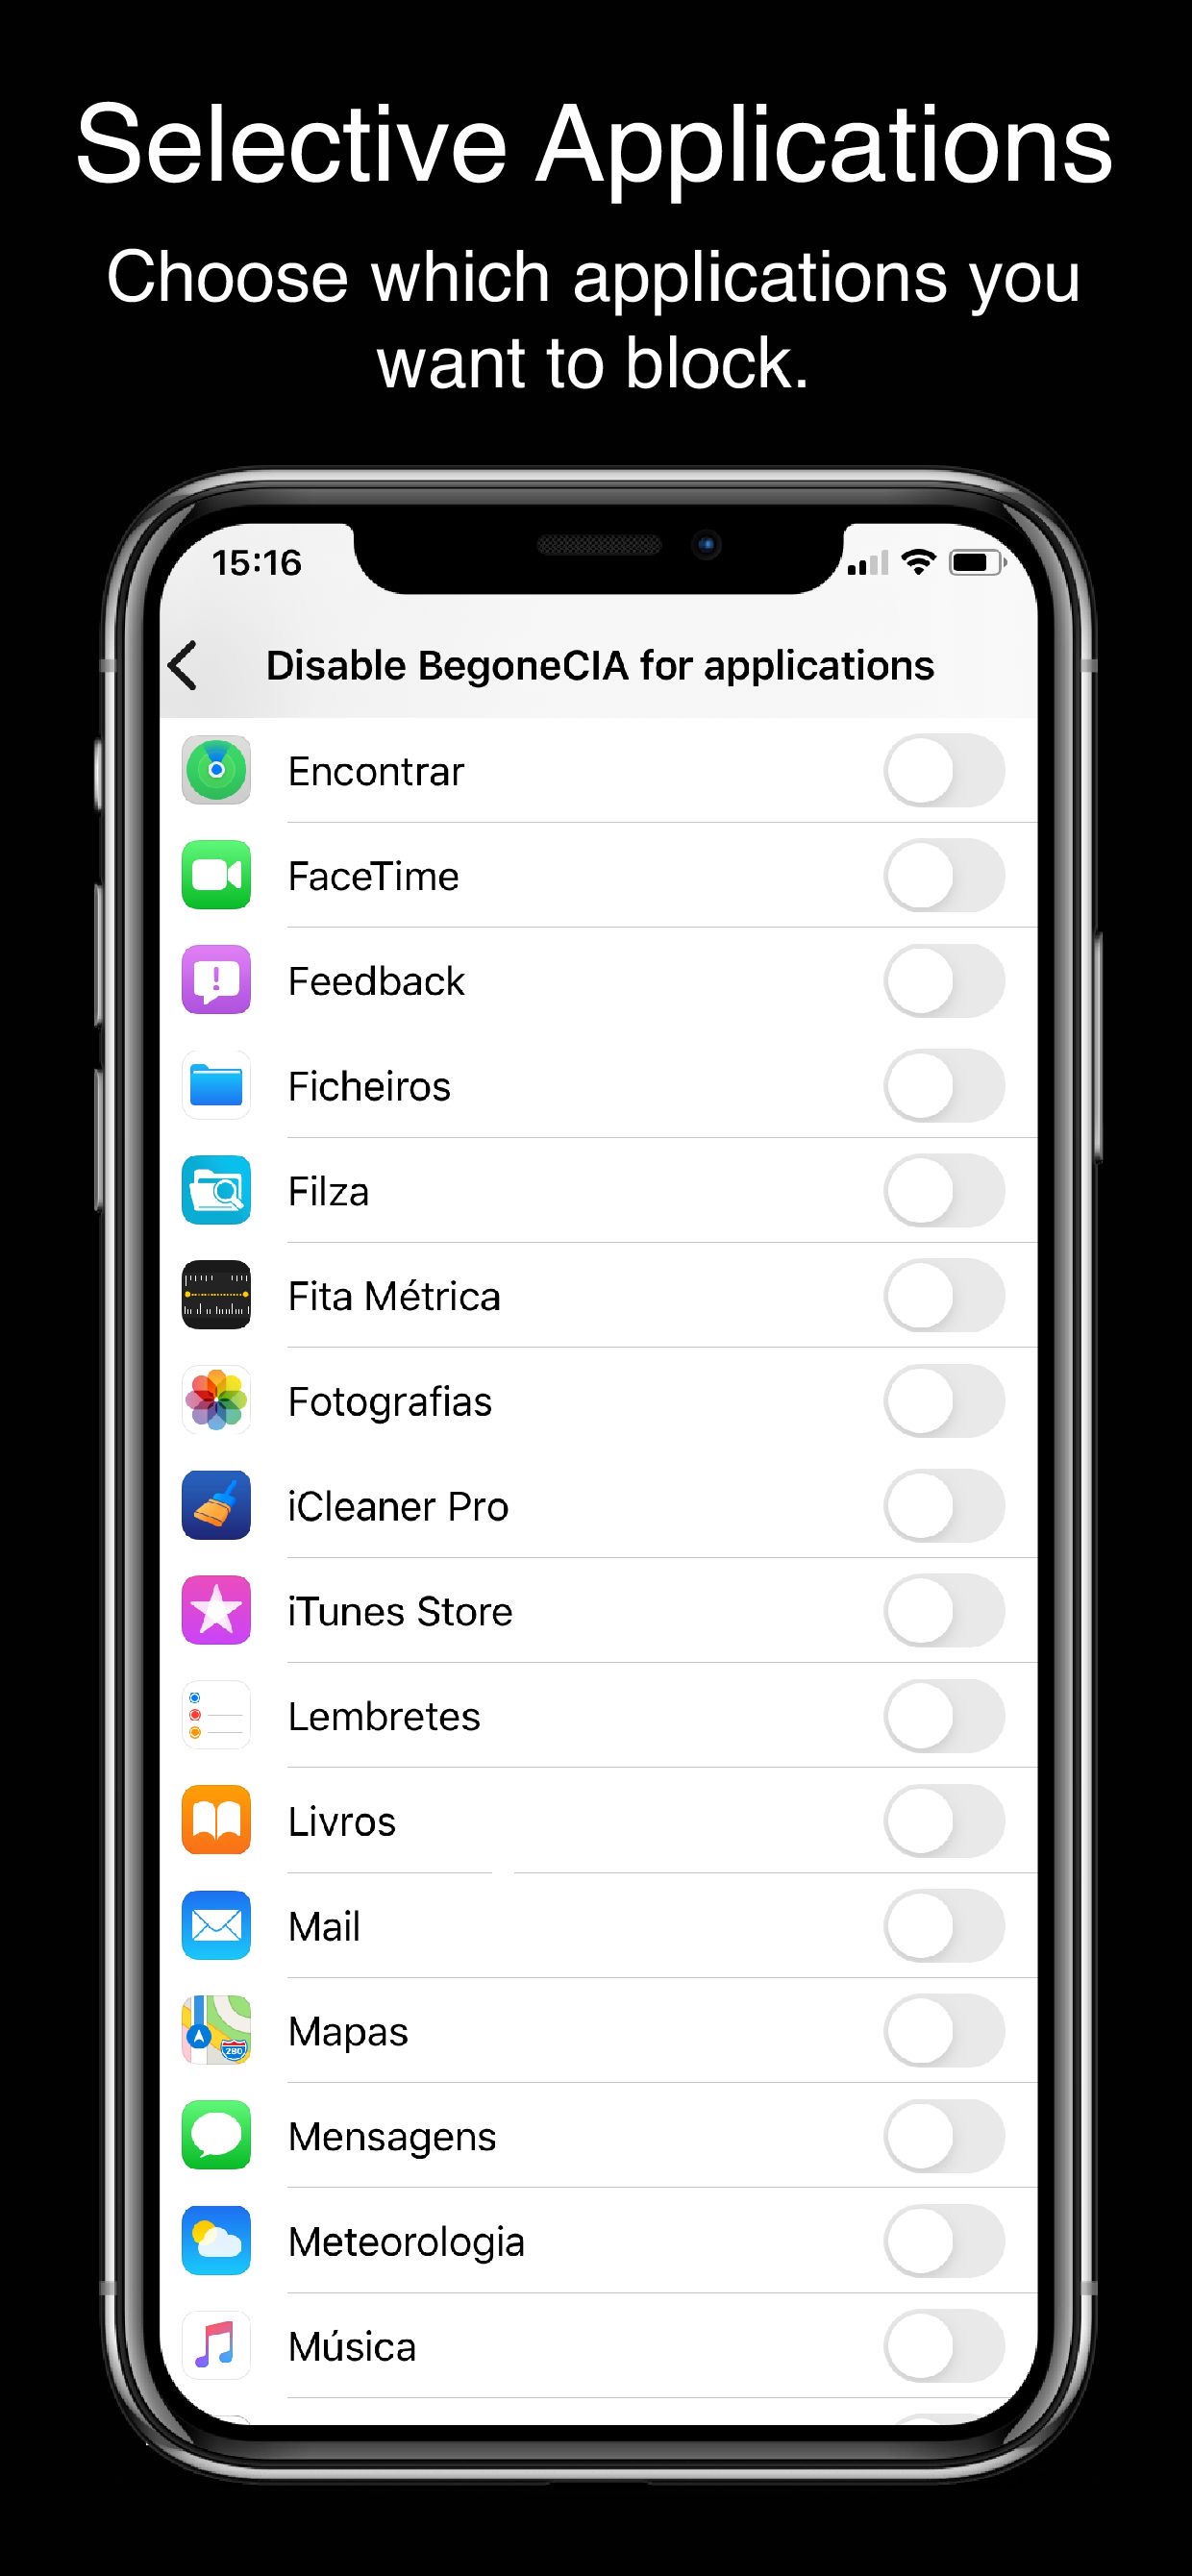 Selective Applications
Choose which applications you
want to block.
15:16
Disable BegoneCIA for applications
Encontrar
FaceTime
Feedback
Ficheiros
Filza
Fita Métrica
Fotografias
iCleaner Pro
iTunes Store
Lembretes
Livros
Mail
Mapas
280
Mensagens
Meteorologia
Música